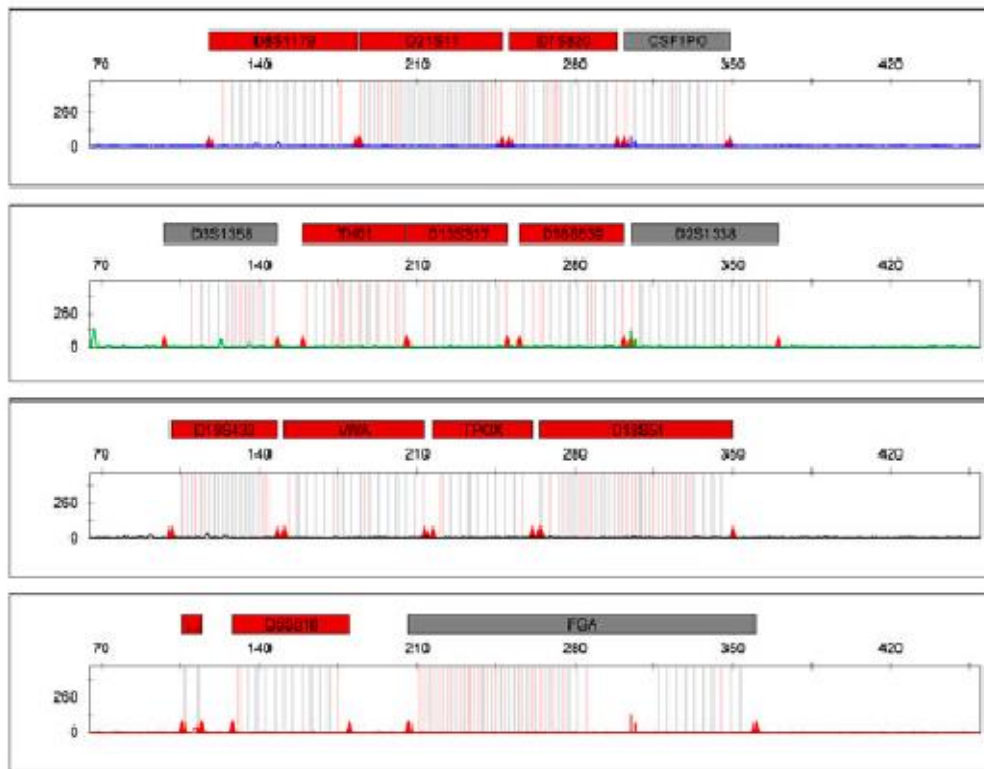 D8S1179 D21S11 D7S820 CSF1PO
70 140 210 280 350 420
260
0
D3S1358 TH01 D13S317 D16S539 D2S1338
70 140 210 280 350 420
260
0
D19S433 VWA TPOX D18S51
70 140 210 280 350 420
260
0
D5S818 FGA
70 140 210 280 350 420
260
0